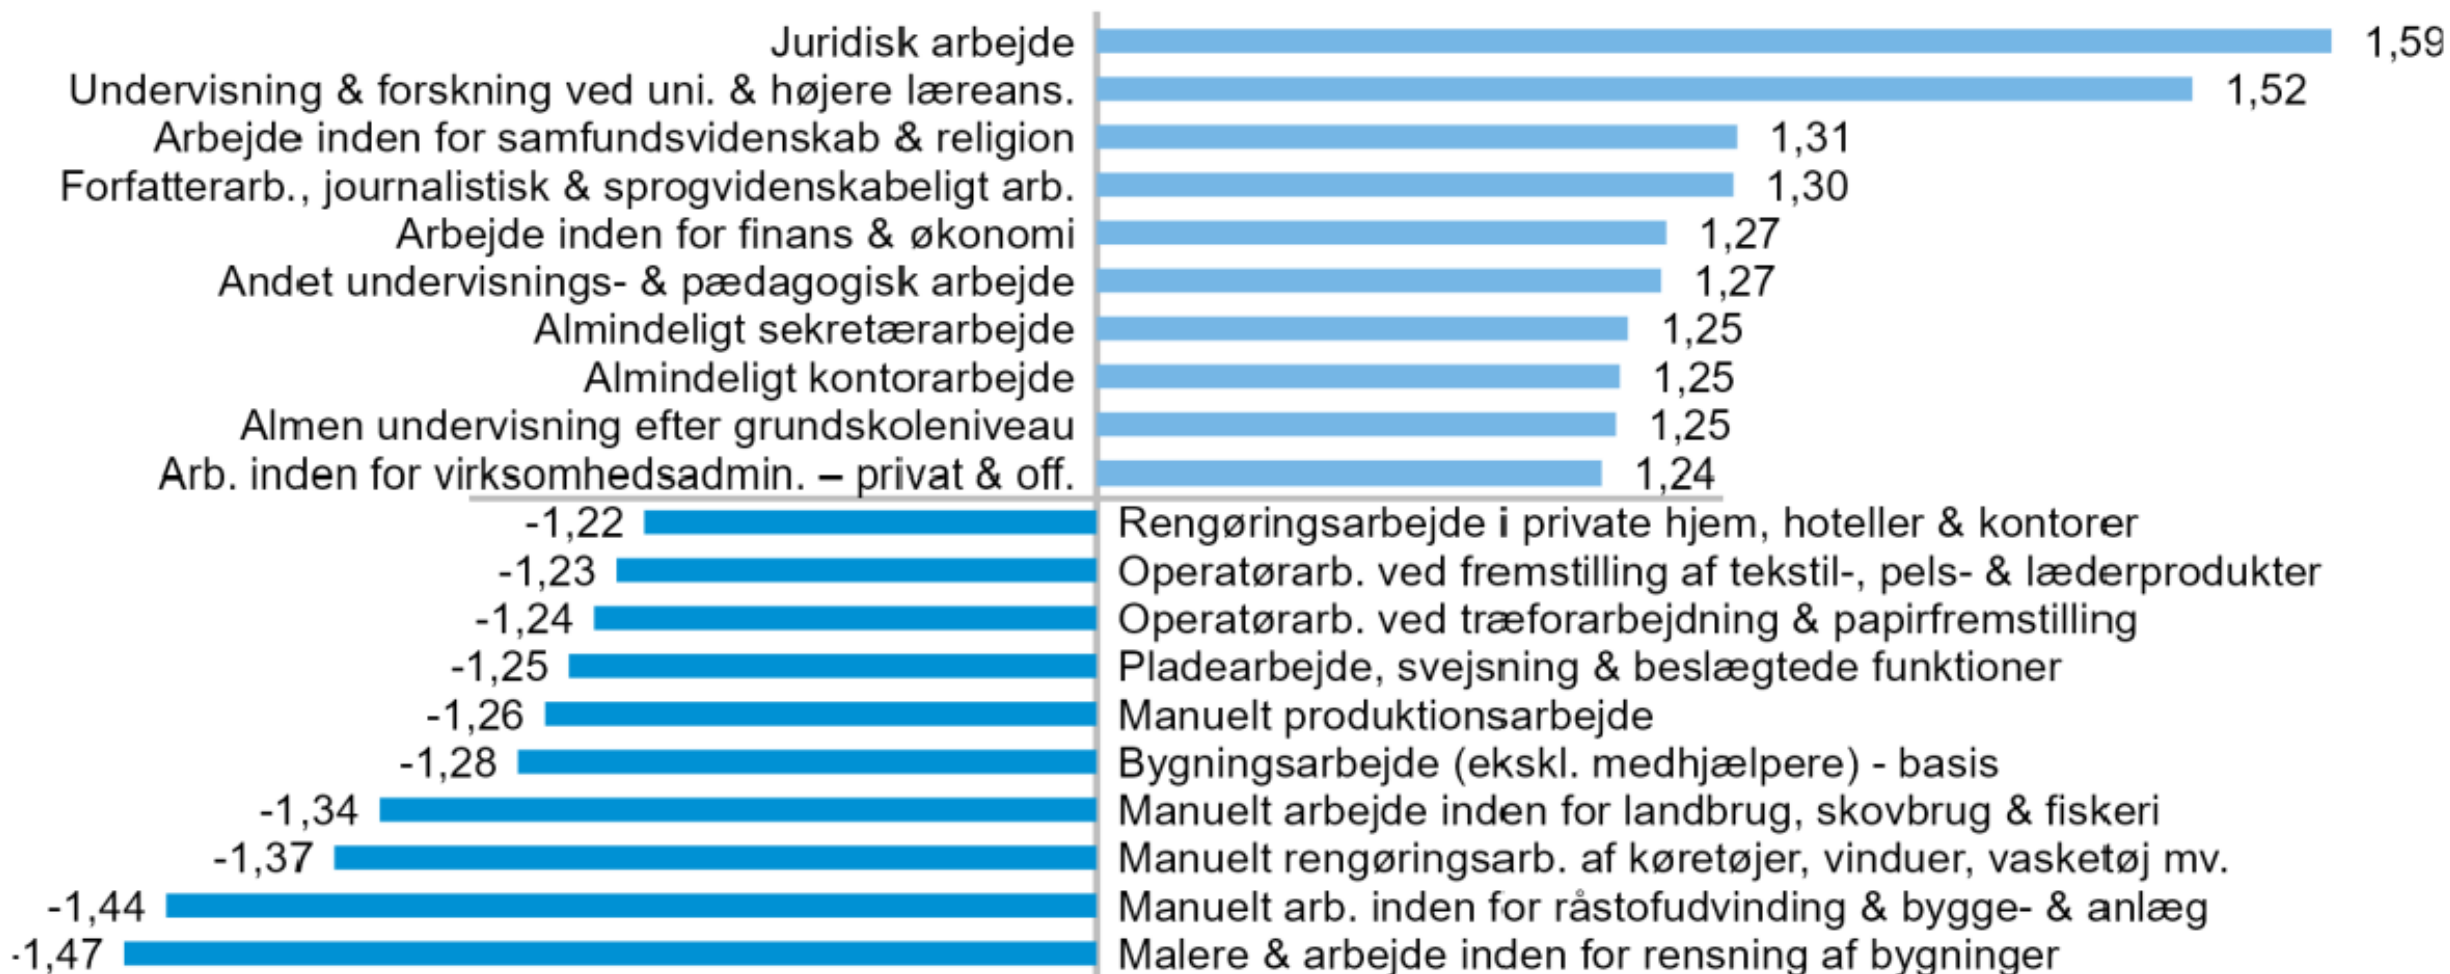 Juridisk arbejde 1,59
Undervisning & forskning ved uni. & højere læreans. 1,52
Arbejde inden for samfundsvidenskab & religion 1,31
Forfatterarb., journalistisk & sprogvidenskabeligt arb. 1,30
Arbejde inden for finans & økonomi 1,27
Andet undervisnings- & pædagogisk arbejde 1,27
Almindeligt sekretærarbejde 1,25
Almindeligt kontorarbejde 1,25
Almen undervisning efter grundskoleniveau 1,25
Arb. inden for virksomhedsadmin. – privat & off. 1,24
-1,22 Rengøringsarbejde i private hjem, hoteller & kontorer
-1,23 Operatørarb. ved fremstilling af tekstil-, pels- & læderprodukter
-1,24 Operatørarb. ved træforarbejdning & papirfremstilling
-1,25 Pladearbejde, svejsning & beslægtede funktioner
-1,26 Manuelt produktionsarbejde
-1,28 Bygningsarbejde (ekskl. medhjælpere) - basis
-1,34 Manuelt arbejde inden for landbrug, skovbrug & fiskeri
-1,37 Manuelt rengøringsarb. af køretøjer, vinduer, vasketøj mv.
-1,44 Manuelt arb. inden for råstofudvinding & bygge- & anlæg
-1,47 Malere & arbejde inden for rensning af bygninger